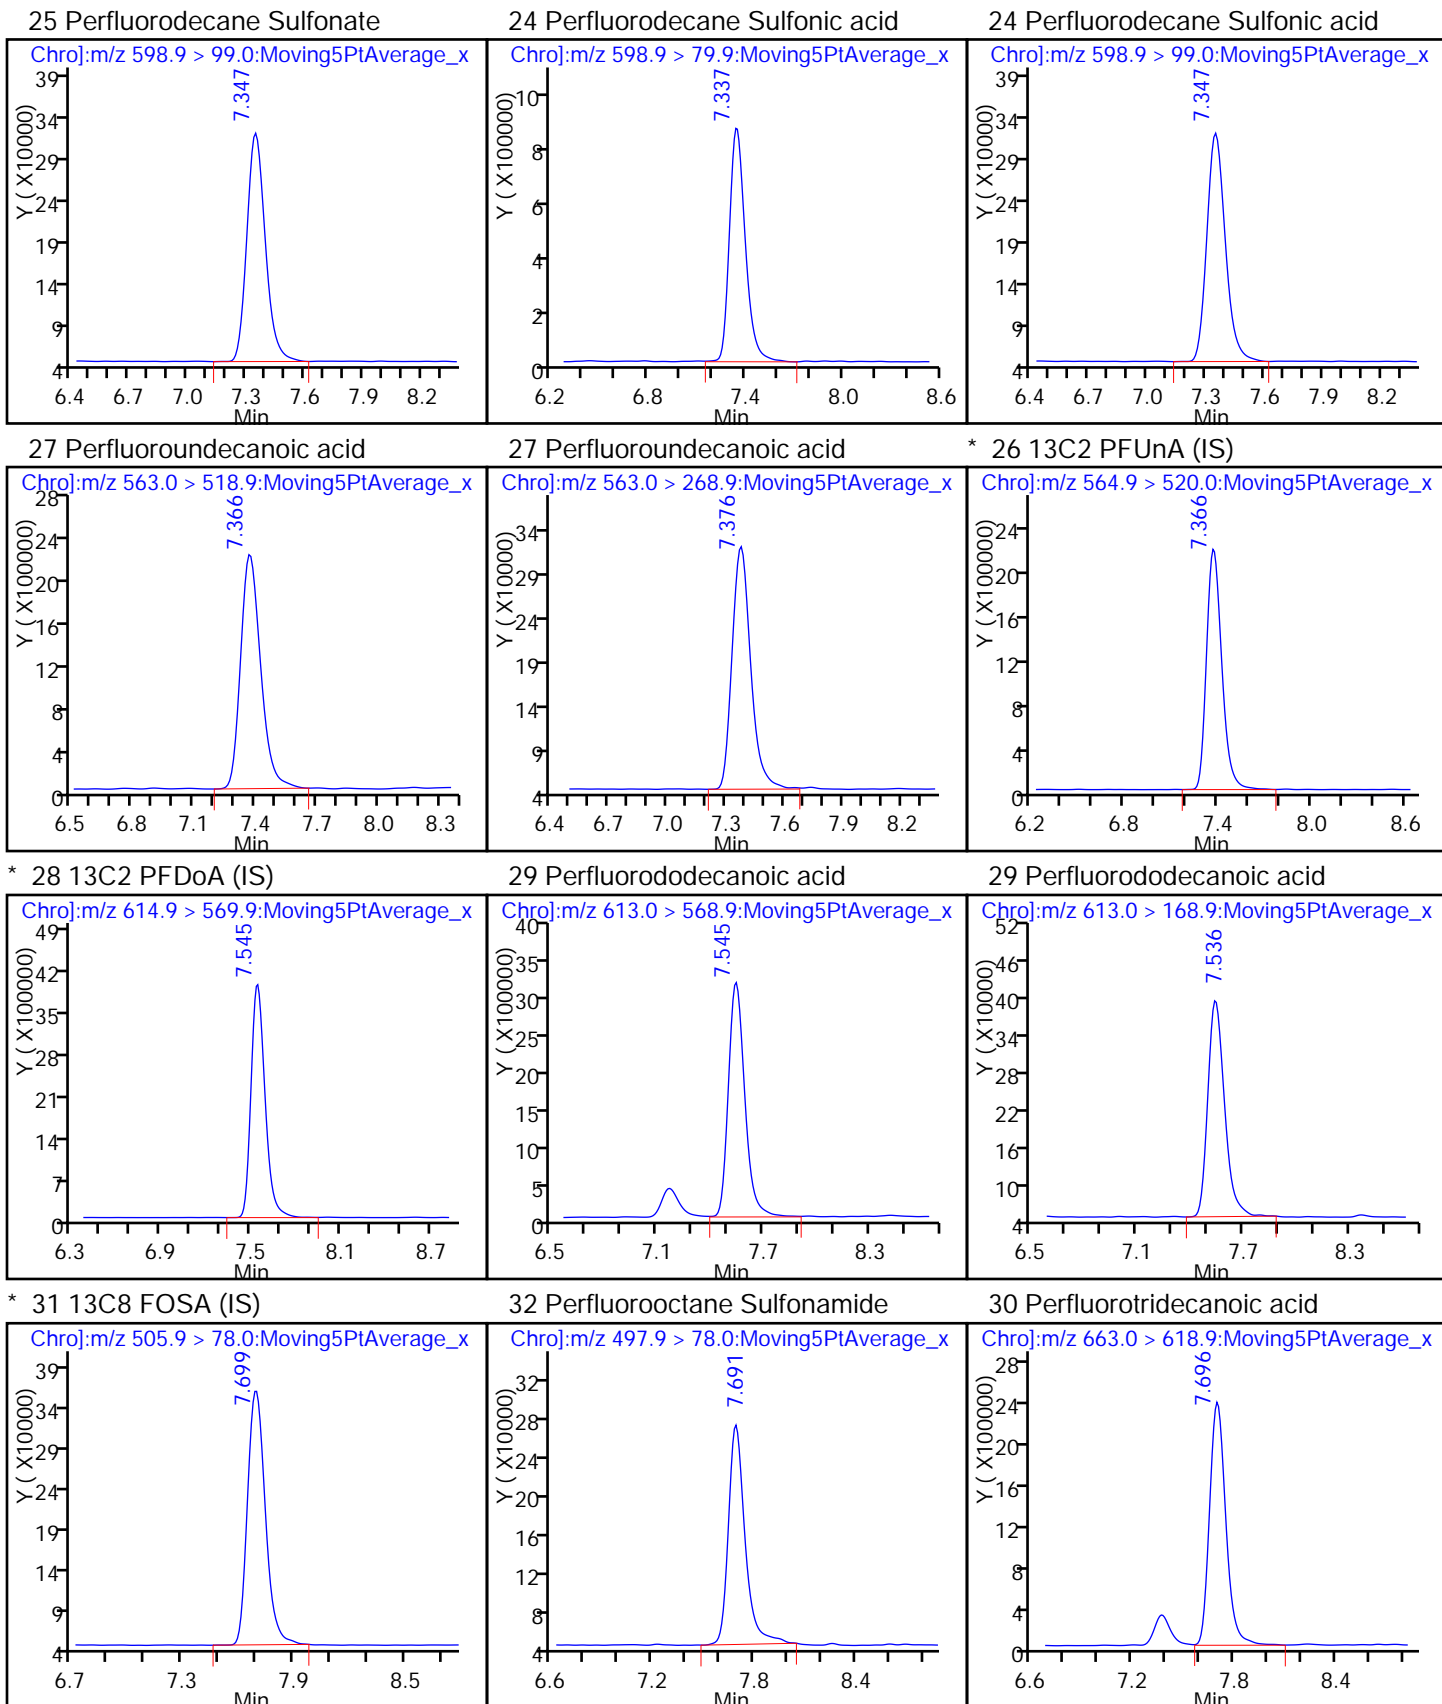 25 Perfluorodecane Sulfonate
Chro]:m/z 598.9 > 99.0:Moving5PtAverage_x
7.347
Y ( X10000)
39
34
29
24
19
14
9
4
6.4 6.7 7.0 7.3 7.6 7.9 8.2
Min
24 Perfluorodecane Sulfonic acid
Chro]:m/z 598.9 > 79.9:Moving5PtAverage_x
7.337
Y ( X100000)
10
8
6
4
2
0
6.2 6.8 7.4 8.0 8.6
Min
24 Perfluorodecane Sulfonic acid
Chro]:m/z 598.9 > 99.0:Moving5PtAverage_x
7.347
Y ( X10000)
39
34
29
24
19
14
9
4
6.4 6.7 7.0 7.3 7.6 7.9 8.2
Min
27 Perfluoroundecanoic acid
Chro]:m/z 563.0 > 518.9:Moving5PtAverage_x
7.366
Y ( X100000)
28
24
20
16
12
8
4
0
6.5 6.8 7.1 7.4 7.7 8.0 8.3
Min
27 Perfluoroundecanoic acid
Chro]:m/z 563.0 > 268.9:Moving5PtAverage_x
7.376
Y ( X10000)
34
29
24
19
14
9
4
6.4 6.7 7.0 7.3 7.6 7.9 8.2
Min
* 26 13C2 PFUnA (IS)
Chro]:m/z 564.9 > 520.0:Moving5PtAverage_x
7.366
Y ( X100000)
24
20
16
12
8
4
0
6.2 6.8 7.4 8.0 8.6
Min
* 28 13C2 PFDoA (IS)
Chro]:m/z 614.9 > 569.9:Moving5PtAverage_x
7.545
Y ( X100000)
49
42
35
28
21
14
7
0
6.3 6.9 7.5 8.1 8.7
Min
29 Perfluorododecanoic acid
Chro]:m/z 613.0 > 568.9:Moving5PtAverage_x
7.545
Y ( X100000)
40
35
30
25
20
15
10
5
0
6.5 7.1 7.7 8.3
Min
29 Perfluorododecanoic acid
Chro]:m/z 613.0 > 168.9:Moving5PtAverage_x
7.536
Y ( X10000)
52
46
40
34
28
22
16
10
4
6.5 7.1 7.7 8.3
Min
* 31 13C8 FOSA (IS)
Chro]:m/z 505.9 > 78.0:Moving5PtAverage_x
7.699
Y ( X100000)
39
34
29
24
19
14
9
4
6.7 7.3 7.9 8.5
Min
32 Perfluorooctane Sulfonamide
Chro]:m/z 497.9 > 78.0:Moving5PtAverage_x
7.691
Y ( X100000)
32
28
24
20
16
12
8
4
6.6 7.2 7.8 8.4
Min
30 Perfluorotridecanoic acid
Chro]:m/z 663.0 > 618.9:Moving5PtAverage_x
7.696
Y ( X100000)
28
24
20
16
12
8
4
0
6.6 7.2 7.8 8.4
Min